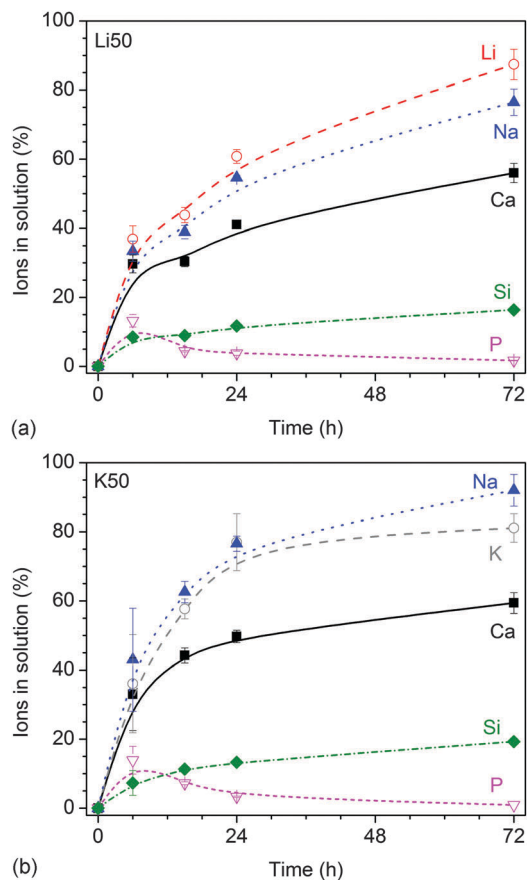 Li50
100
80
60
40
20
0
Ions in solution (%)
Li
Na
Ca
Si
P
0
24
48
72
Time (h)
(a)
K50
100
80
60
40
20
0
Ions in solution (%)
Na
K
Ca
Si
P
0
24
48
72
Time (h)
(b)